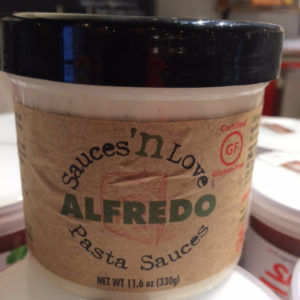 Sauces 'n Love
ALFREDO
Pasta Sauces
NET WT 11.6 oz (330g)
Certified
GF
Gluten-Free